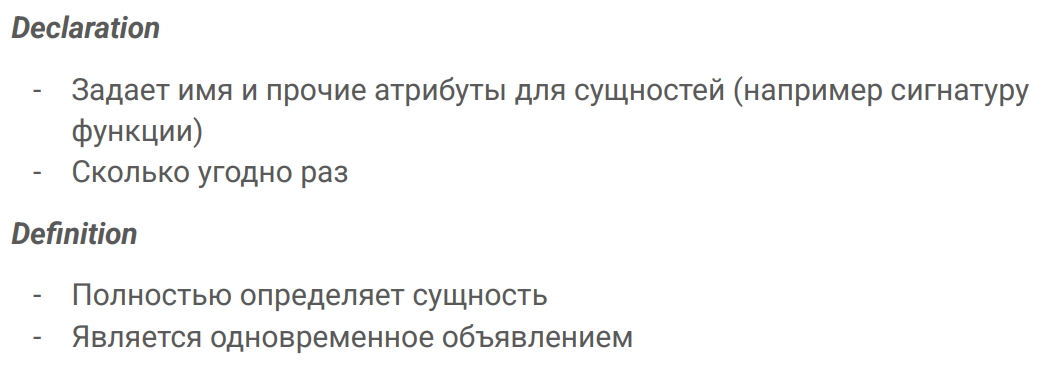 Declaration
- Задает имя и прочие атрибуты для сущностей (например сигнатуру
функции)
- Сколько угодно раз
Definition
- Полностью определяет сущность
- Является одновременное объявлением